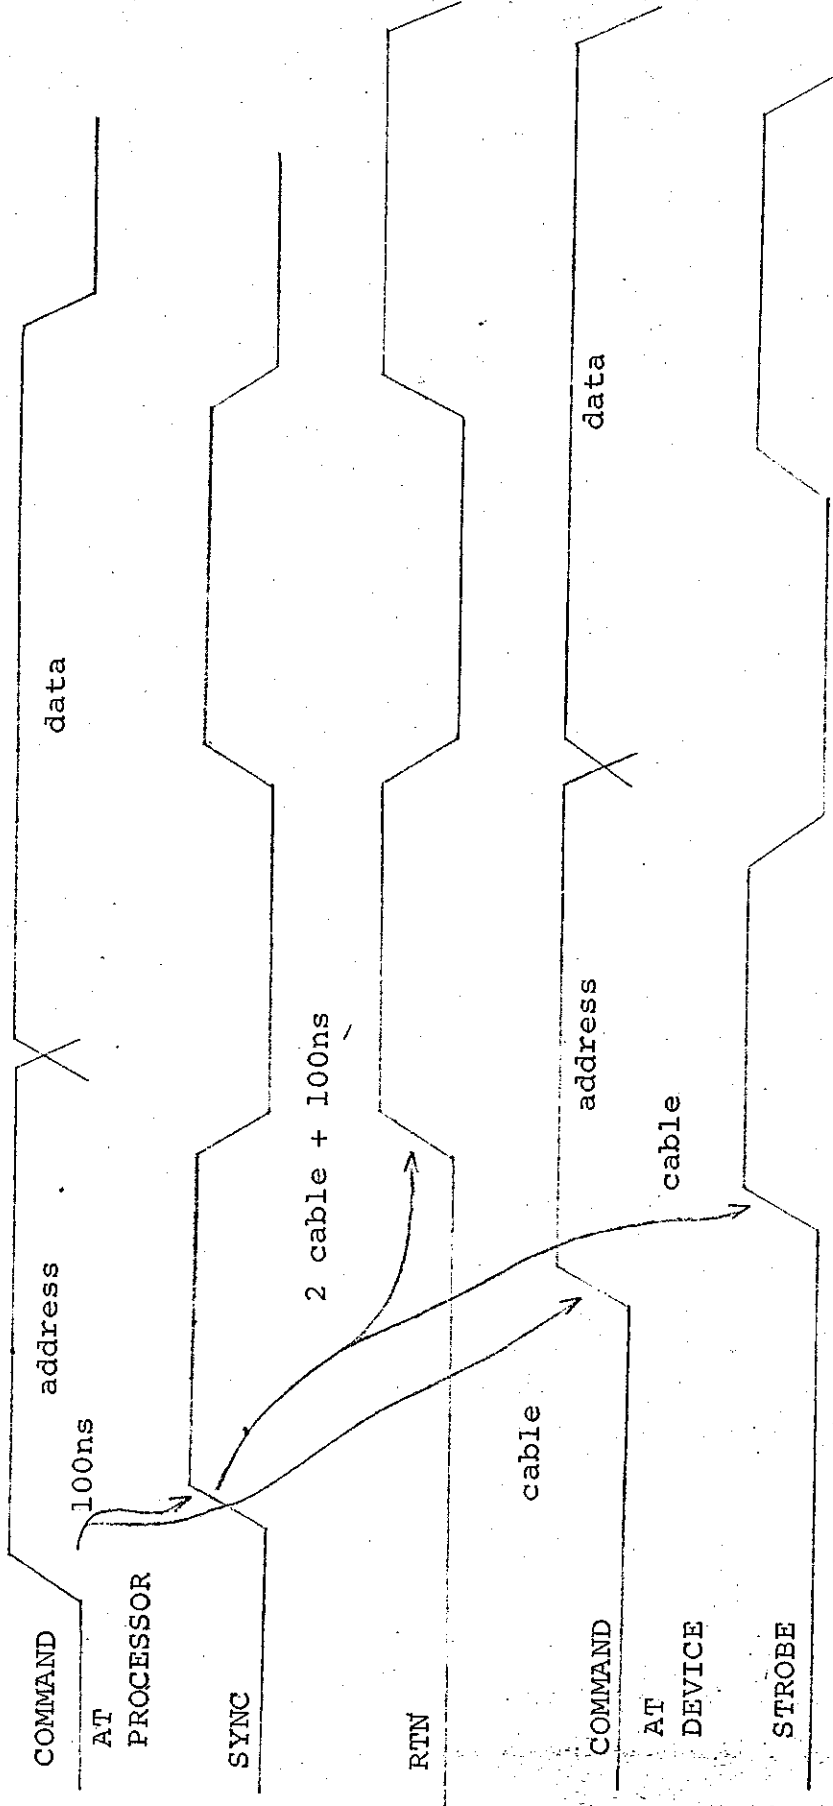 COMMAND
AT
PROCESSOR
100ns
address
data
SYNC
2 cable + 100ns
RTN
cable
COMMAND
AT
DEVICE
address
data
cable
STROBE